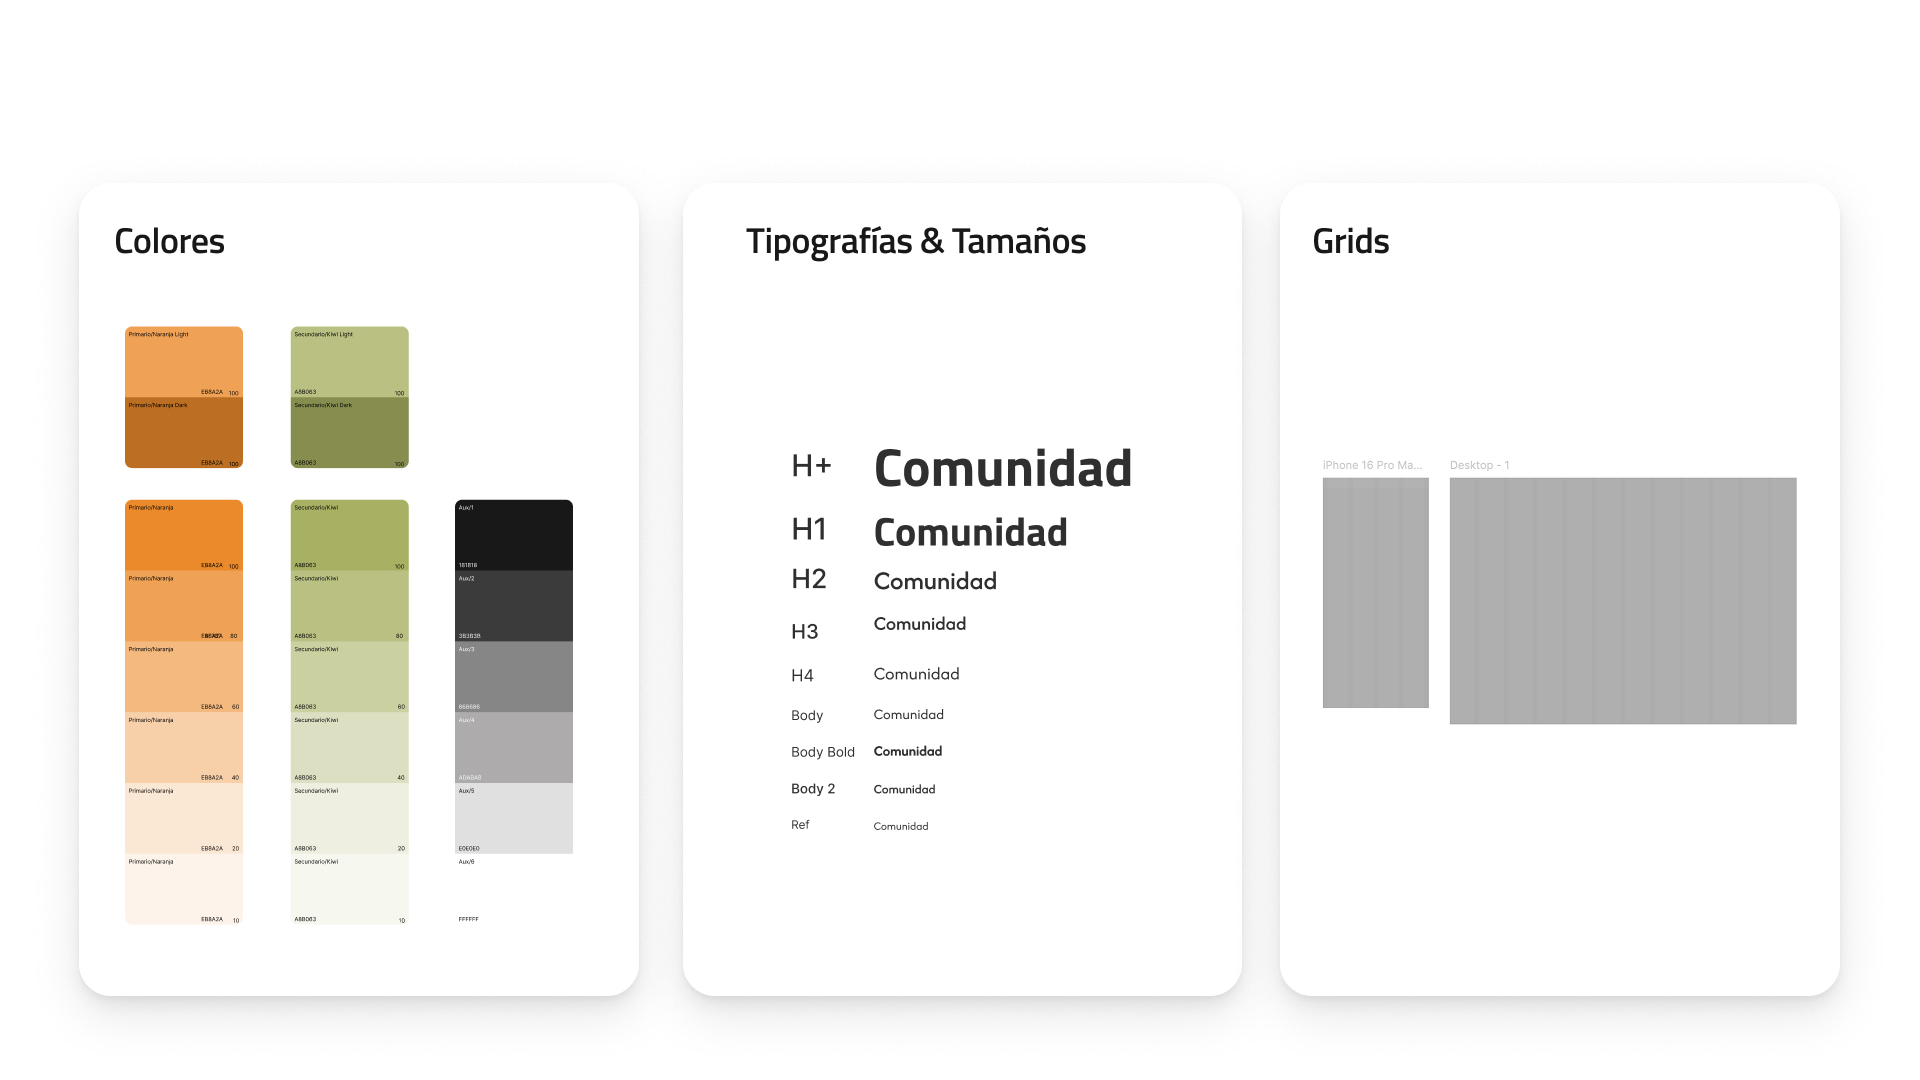 Colores
Primario/Naranja Light
EB8A2A 100
Primario/Naranja Dark
EB8A2A 100
Secundario/Kiwi Light
A8B063 100
Secundario/Kiwi Dark
A8B063 100
Primario/Naranja
EB8A2A 100
Primario/Naranja
80
Primario/Naranja
EB8A2A 60
Primario/Naranja
EB8A2A 40
Primario/Naranja
EB8A2A 20
Primario/Naranja
EB8A2A 10
Secundario/Kiwi
A8B063 100
Secundario/Kiwi
A8B063 80
Secundario/Kiwi
A8B063 60
Secundario/Kiwi
A8B063 40
Secundario/Kiwi
A8B063 20
Secundario/Kiwi
A8B063 10
Aux/1
181818
Aux/2
3B3B3B
Aux/3
868686
Aux/4
Aux/5
E0E0E0
Aux/6
FFFFFF
Tipografías & Tamaños
H+ Comunidad
H1 Comunidad
H2 Comunidad
H3 Comunidad
H4 Comunidad
Body Comunidad
Body Bold Comunidad
Body 2 Comunidad
Ref Comunidad
Grids
iPhone 16 Pro Ma...
Desktop - 1